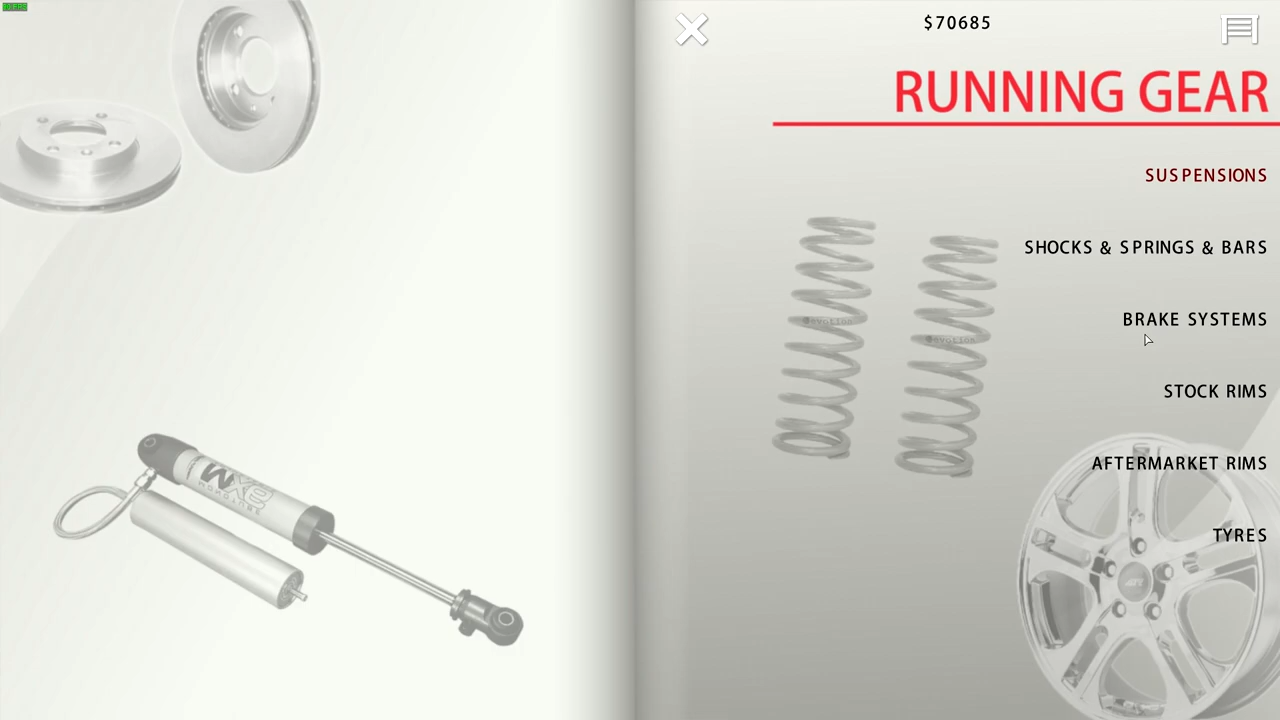 $70685
RUNNING GEAR
SUSPENSIONS
SHOCKS & SPRINGS & BARS
BRAKE SYSTEMS
STOCK RIMS
AFTERMARKET RIMS
TYRES